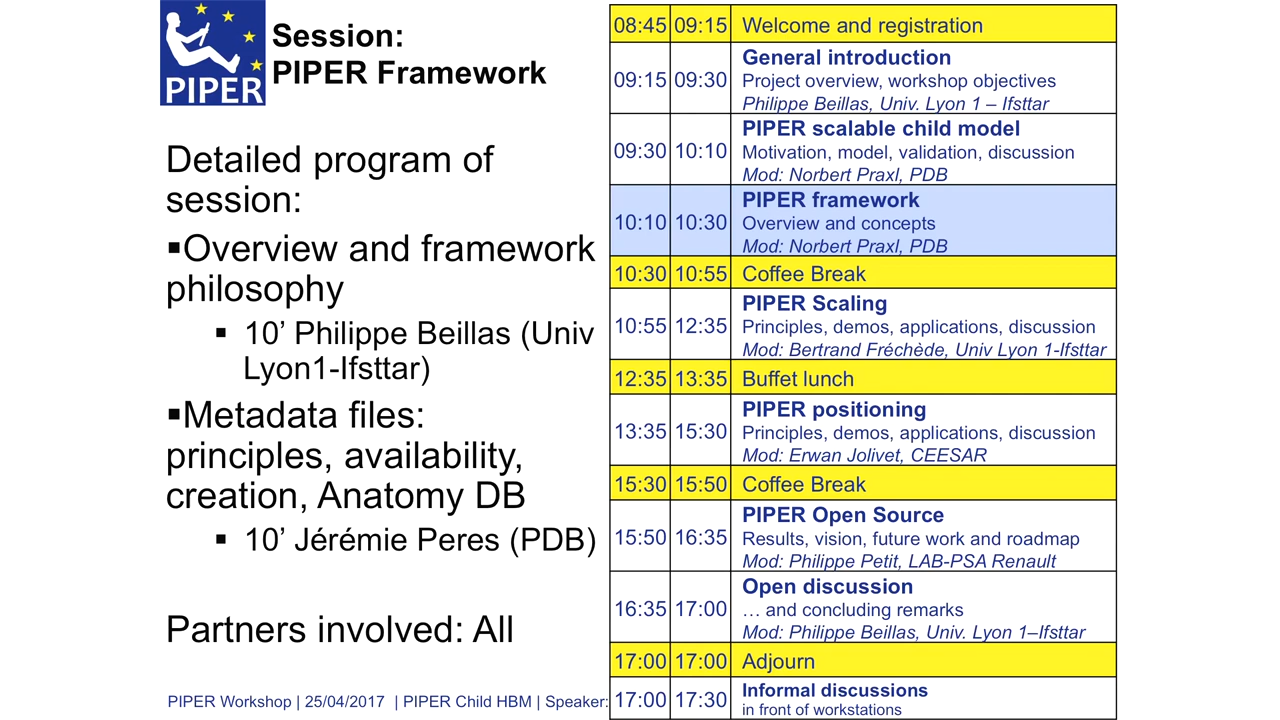 PIPER
Session:
PIPER Framework
Detailed program of
session:
▪Overview and framework
philosophy
▪ 10’ Philippe Beillas (Univ
Lyon1-Ifsttar)
▪Metadata files:
principles, availability,
creation, Anatomy DB
▪ 10’ Jérémie Peres (PDB)
Partners involved: All
PIPER Workshop | 25/04/2017 | PIPER Child HBM | Speaker:
08:45 09:15 Welcome and registration
09:15 09:30 General introduction
Project overview, workshop objectives
Philippe Beillas, Univ. Lyon 1 – Ifsttar
09:30 10:10 PIPER scalable child model
Motivation, model, validation, discussion
Mod: Norbert Praxl, PDB
10:10 10:30 PIPER framework
Overview and concepts
Mod: Norbert Praxl, PDB
10:30 10:55 Coffee Break
10:55 12:35 PIPER Scaling
Principles, demos, applications, discussion
Mod: Bertrand Fréchède, Univ Lyon 1-Ifsttar
12:35 13:35 Buffet lunch
13:35 15:30 PIPER positioning
Principles, demos, applications, discussion
Mod: Erwan Jolivet, CEESAR
15:30 15:50 Coffee Break
15:50 16:35 PIPER Open Source
Results, vision, future work and roadmap
Mod: Philippe Petit, LAB-PSA Renault
16:35 17:00 Open discussion
… and concluding remarks
Mod: Philippe Beillas, Univ. Lyon 1–Ifsttar
17:00 17:00 Adjourn
17:00 17:30 Informal discussions
in front of workstations